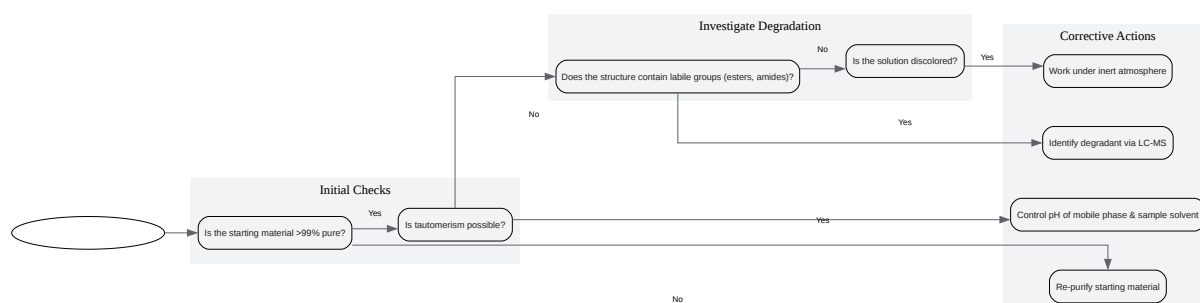 Investigate Degradation
Corrective Actions
No
Is the solution discolored?
Yes
Work under inert atmosphere
Does the structure contain labile groups (esters, amides)?
No
Yes
Identify degradant via LC-MS
Initial Checks
Yes
Is tautomerism possible?
Yes
Control pH of mobile phase & sample solvent
Is the starting material >99% pure?
Re-purify starting material
No